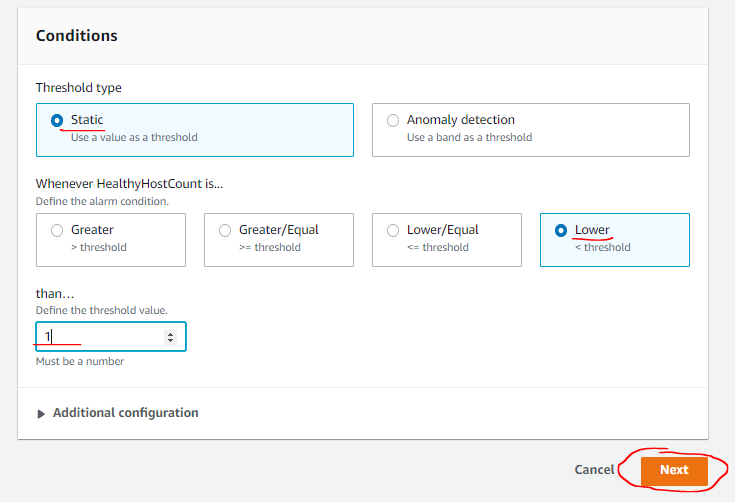 Conditions
Threshold type
Static
Use a value as a threshold
Anomaly detection
Use a band as a threshold
Whenever HealthyHostCount is...
Define the alarm condition.
Greater
> threshold
Greater/Equal
>= threshold
Lower/Equal
<= threshold
Lower
< threshold
than...
Define the threshold value.
1
Must be a number
Additional configuration
Cancel
Next